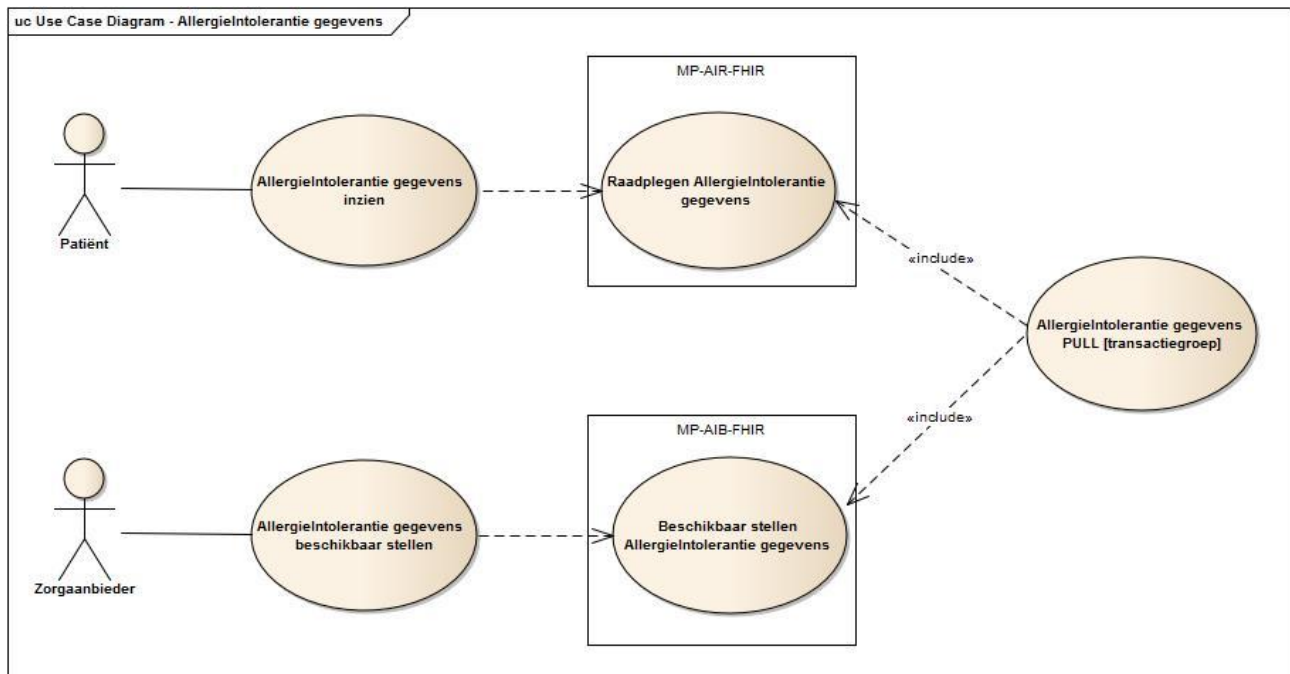 uc Use Case Diagram - AllergieIntolerantie gegevens
MP-AIR-FHIR
Patiënt
AllergieIntolerantie gegevens
inzien
Raadplegen AllergieIntolerantie
gegevens
«include»
AllergieIntolerantie gegevens
PULL [transactiegroep]
«include»
MP-AIB-FHIR
Zorgaanbieder
AllergieIntolerantie gegevens
beschikbaar stellen
Beschikbaar stellen
AllergieIntolerantie gegevens